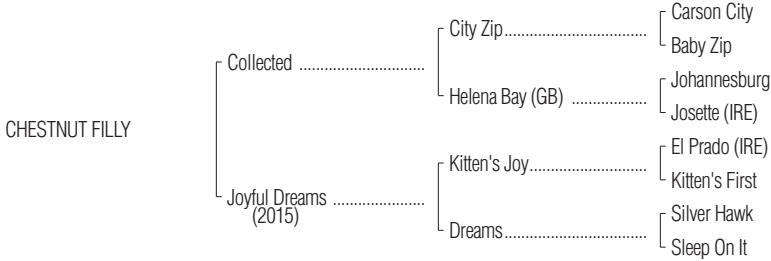 Carson City
City Zip
Baby Zip
Collected
Johannesburg
Helena Bay (GB)
Josette (IRE)
CHESTNUT FILLY
El Prado (IRE)
Kitten's Joy
Kitten's First
Joyful Dreams
(2015)
Silver Hawk
Dreams
Sleep On It